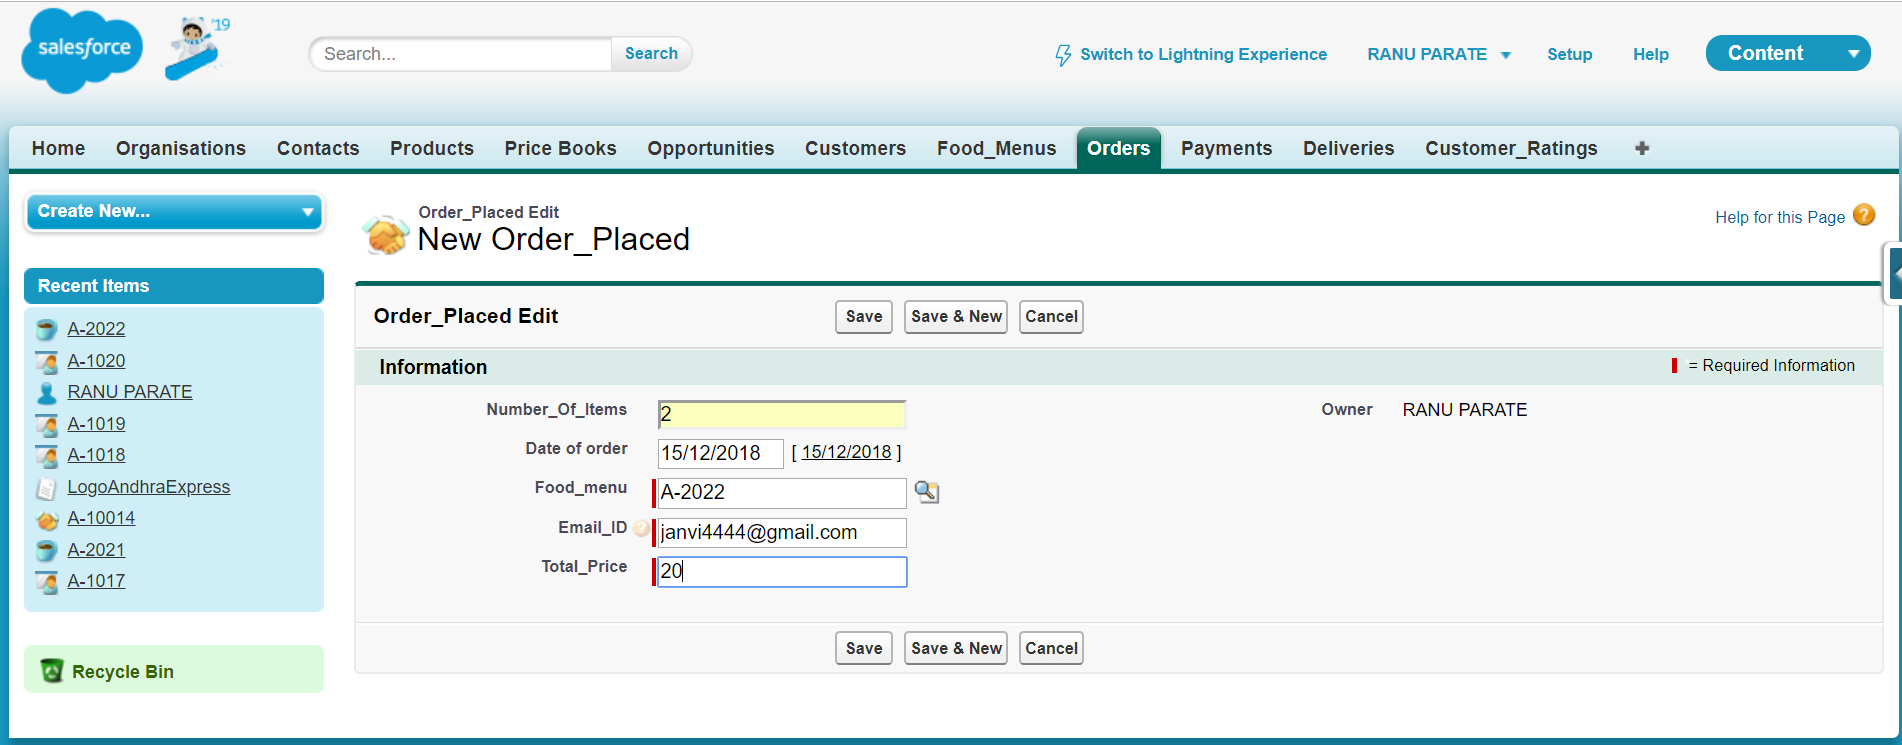 salesforce
'19
Search...
Search
Switch to Lightning Experience
RANU PARATE
Setup
Help
Content
Home
Organisations
Contacts
Products
Price Books
Opportunities
Customers
Food_Menus
Orders
Payments
Deliveries
Customer_Ratings
+
Create New...
Recent Items
A-2022
A-1020
RANU PARATE
A-1019
A-1018
LogoAndhraExpress
A-10014
A-2021
A-1017
Recycle Bin
Order_Placed Edit
New Order_Placed
Help for this Page ?
Order_Placed Edit
Save
Save & New
Cancel
Information
= Required Information
Number_Of_Items 2
Owner RANU PARATE
Date of order 15/12/2018 [ 15/12/2018 ]
Food_menu A-2022
Email_ID ? janvi4444@gmail.com
Total_Price 20
Save
Save & New
Cancel